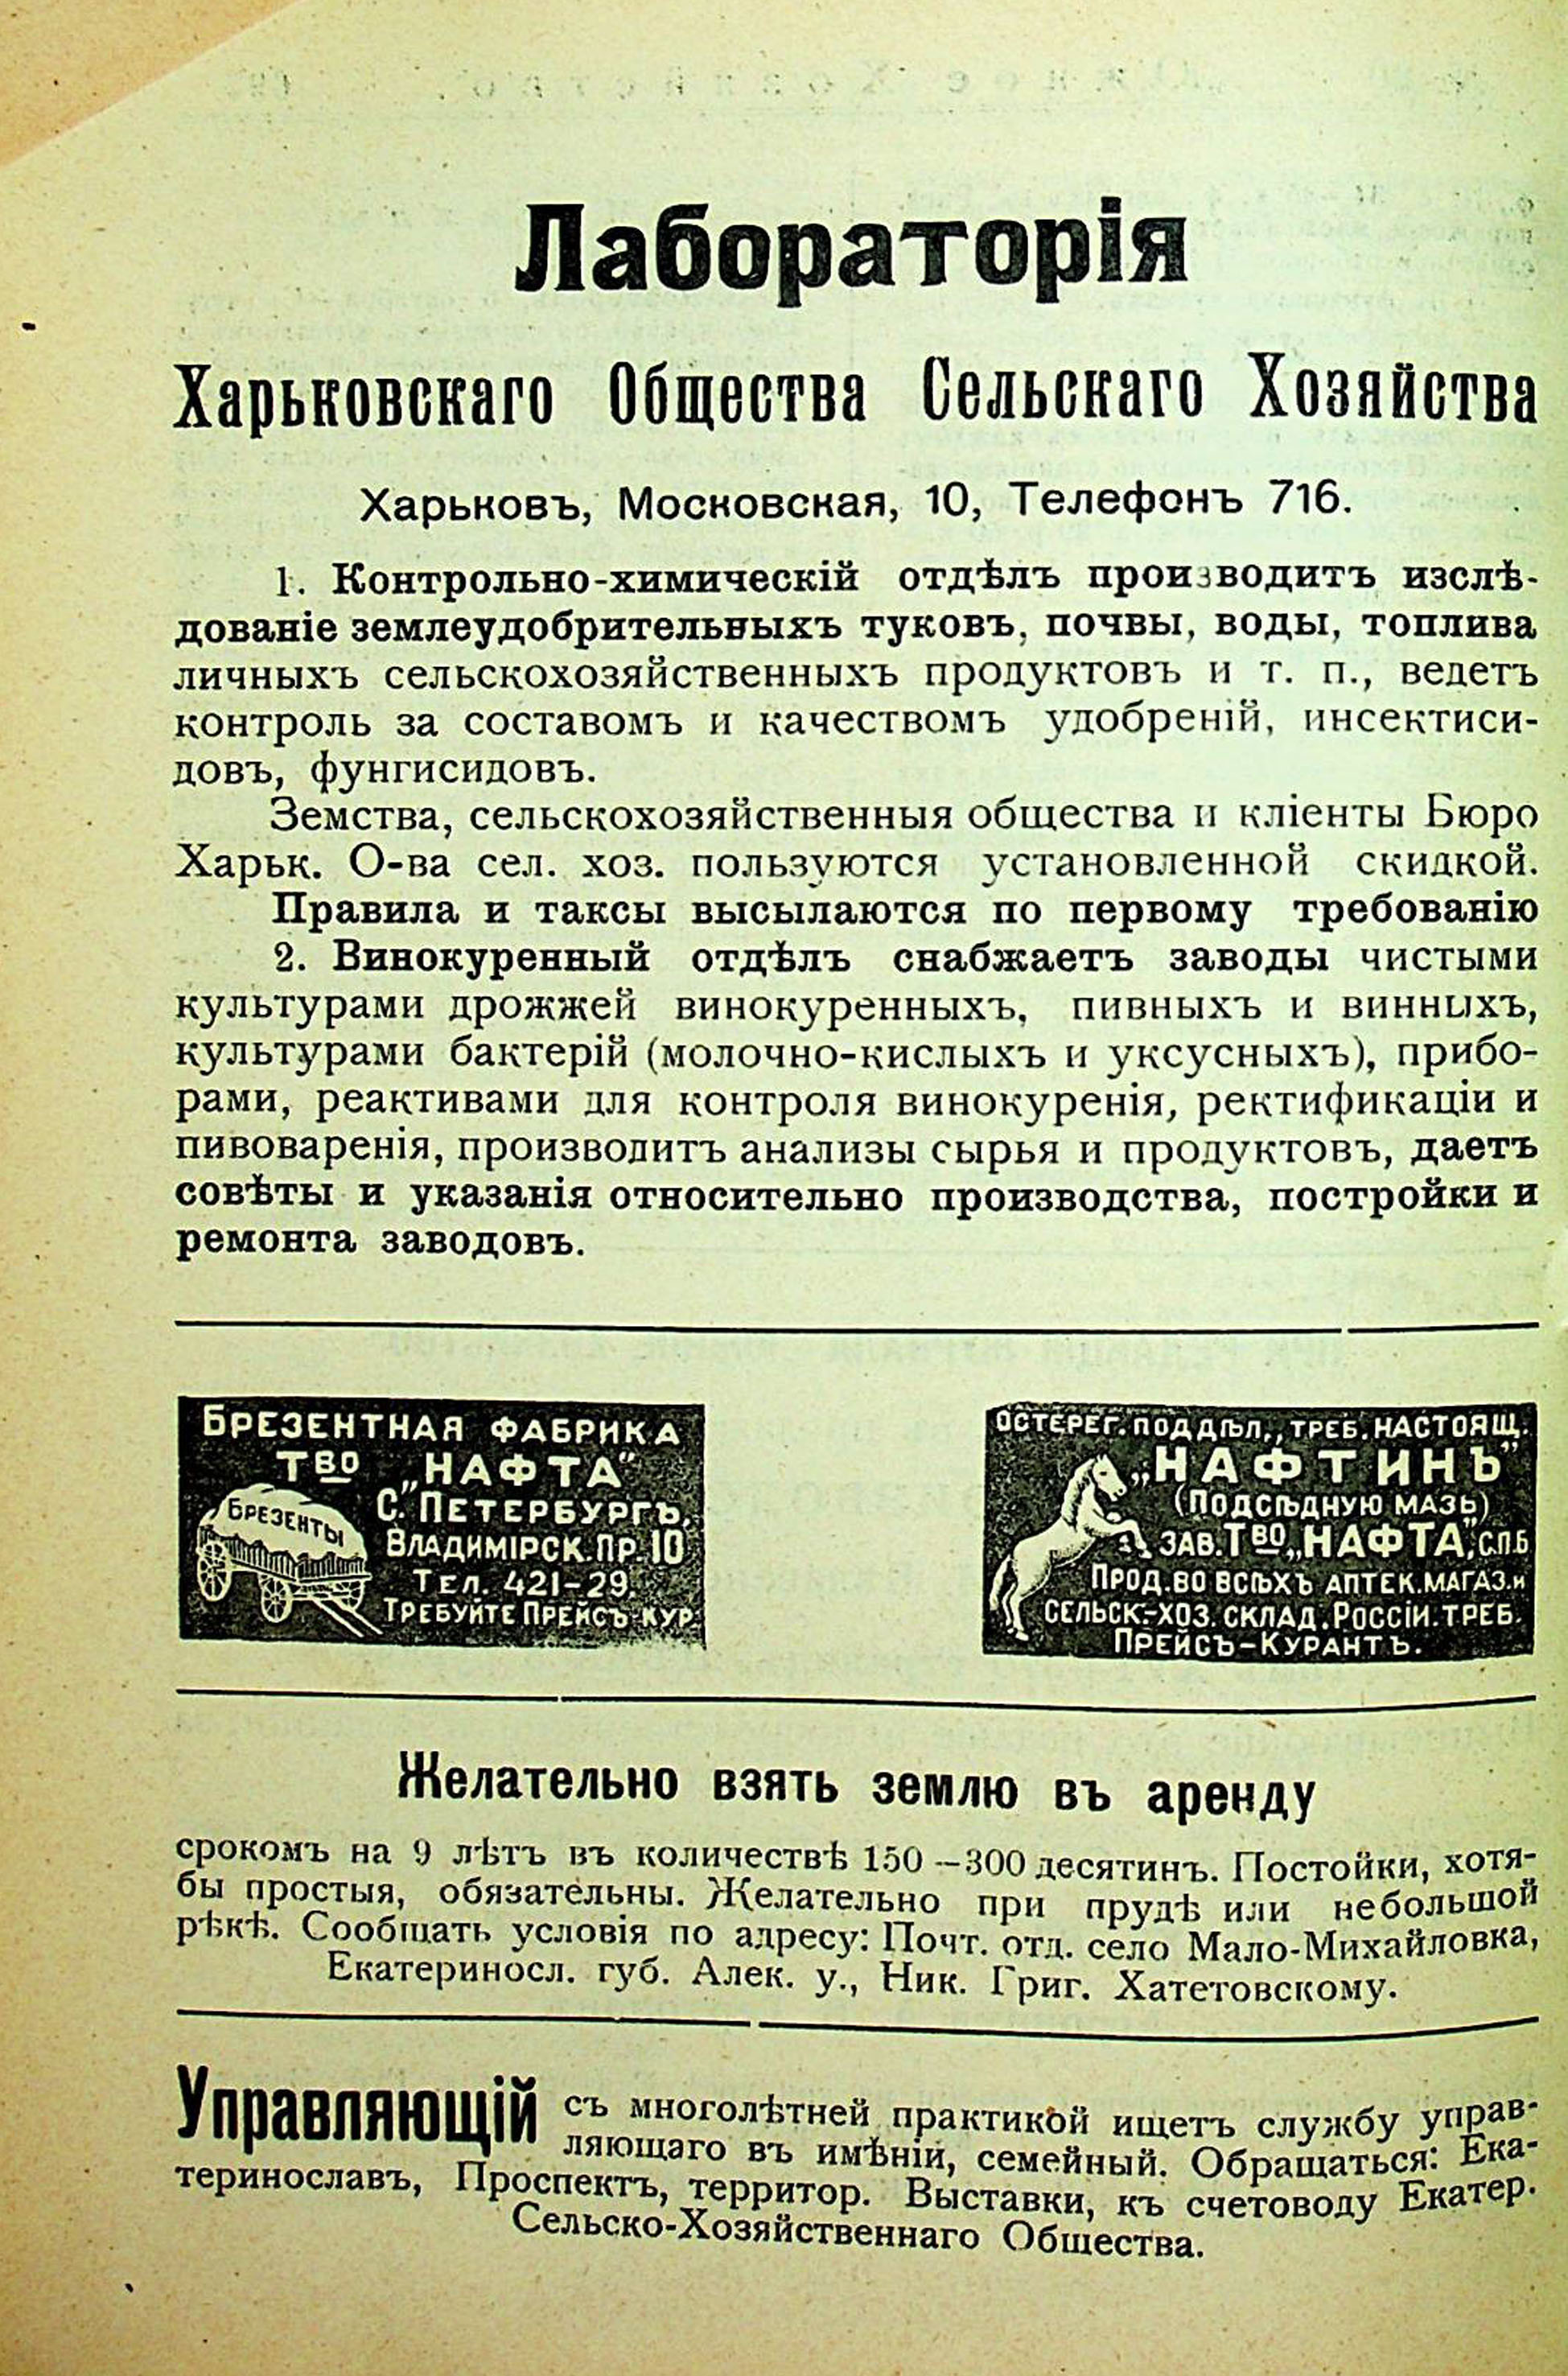 Лабораторія
Харьковскаго Общества Сельскаго Хозяйства
Харьковъ, Московская, 10, Телефонъ 716.
1. Контрольно-химическій отдѣлъ производитъ изслѣ-
дованіе землеудобрительныхъ туковъ, почвы, воды, топлива
личныхъ сельскохозяйственныхъ продуктовъ и т. п., ведетъ
контроль за составомъ и качествомъ удобреній, инсектиси-
довъ, фунгисидовъ.
Земства, сельскохозяйственныя общества и кліенты Бюро
Харьк. О-ва сел. хоз. пользуются установленной скидкой.
Правила и таксы высылаются по первому требованію
2. Винокуренный отдѣлъ снабжаетъ заводы чистыми
культурами дрожжей винокуренныхъ, пивныхъ и винныхъ,
культурами бактерій (молочно-кислыхъ и уксусныхъ), прибо-
рами, реактивами для контроля винокуренія, ректификаціи и
пивоваренія, производитъ анализы сырья и продуктовъ, даетъ
совѣты и указанія относительно производства, постройки и
ремонта заводовъ.
БРЕЗЕНТНАЯ ФАБРИКА
Тво „НАФТА"
С.ПЕТЕРБУРГЪ,
БРЕЗЕНТЫ
ВЛАДИМІРСК.ПР.10
ТЕЛ. 421-29.
ТРЕБУЙТЕ ПРЕЙСЪ-КУР.
ОСТЕРЕГ.ПОДДѢЛ., ТРЕБ.НАСТОЯЩ.
„НАФТИНЪ"
(ПОДСѢДНУЮ МАЗЬ)
ЗАВ.Тво„НАФТА", С.П.Б
ПРОД.ВО ВСѢХЪ АПТЕК.МАГАЗ.и
СЕЛЬСК.-ХОЗ.СКЛАД.РОССІИ.ТРЕБ.
ПРЕЙСЪ-КУРАНТЪ.
Желательно взять землю въ аренду
срокомъ на 9 лѣтъ въ количествѣ 150–300 десятинъ. Постойки, хотя-
бы простыя, обязательны. Желательно при прудѣ или небольшой
рѣкѣ. Сообщать условія по адресу: Почт. отд. село Мало-Михайловка,
Екатеринosл. губ. Алек. у., Ник. Григ. Хатетовскому.
Управляющій съ многолѣтней практикой ищетъ службу управ-
ляющаго въ имѣніи, семейный. Обращаться: Ека-
теринославъ, Проспектъ, территор. Выставки, къ счетоводу Екатер.
Сельско-Хозяйственнаго Общества.